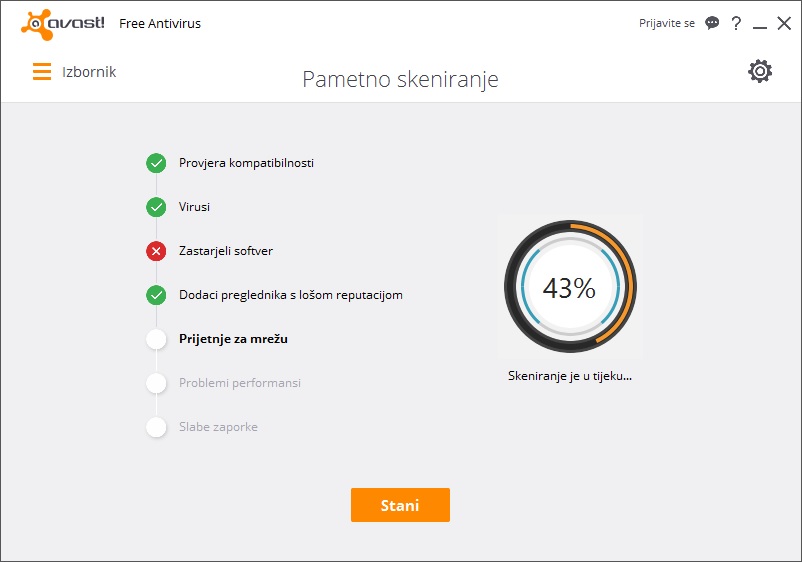 avast! Free Antivirus Prijavite se ?
Izbornik
Pametno skeniranje
Provjera kompatibilnosti
Virusi
Zastarjeli softver
Dodaci preglednika s lošom reputacijom
Prijetnje za mrežu
Problemi performansi
Slabe zaporke
43%
Skeniranje je u tijeku...
Stani